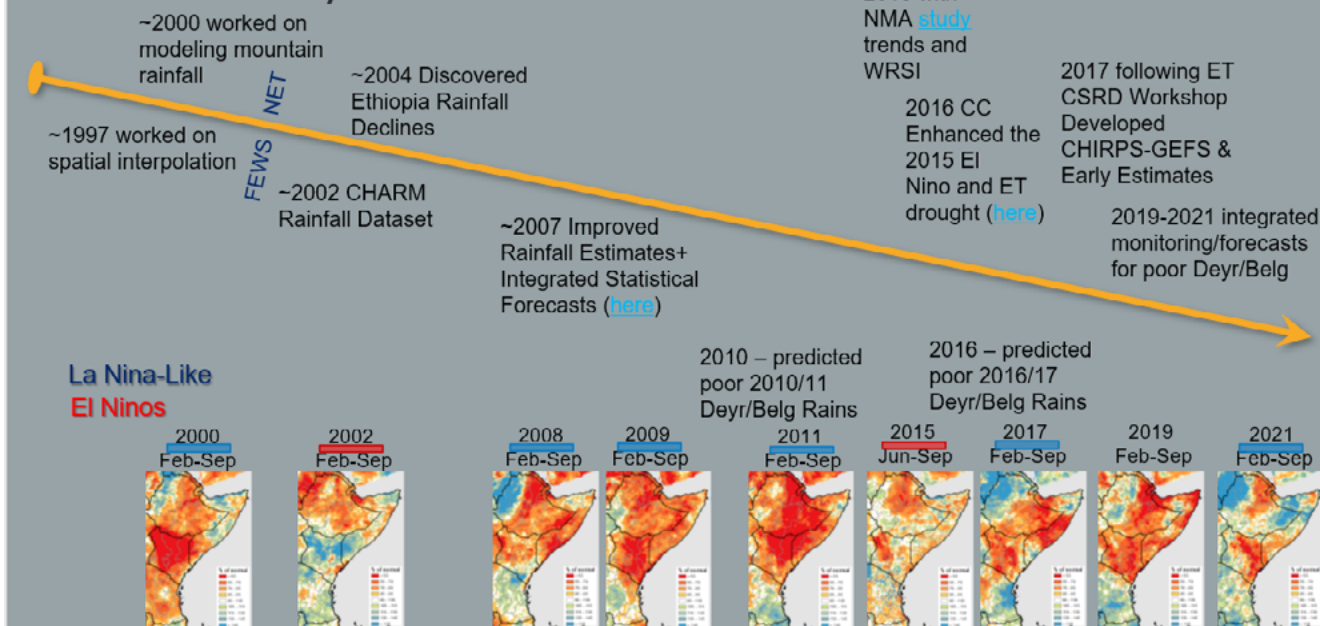 ~2000 worked on
modeling mountain
rainfall
NET
FEWS
~1997 worked on
spatial interpolation
~2004 Discovered
Ethiopia Rainfall
Declines
~2002 CHARM
Rainfall Dataset
~2007 Improved
Rainfall Estimates+
Integrated Statistical
Forecasts (here)
NMA study
trends and
WRSI
2016 CC
Enhanced the
2015 El
Nino and ET
drought (here)
2017 following ET
CSRD Workshop
Developed
CHIRPS-GEFS &
Early Estimates
2019-2021 integrated
monitoring/forecasts
for poor Deyr/Belg
2010 – predicted
poor 2010/11
Deyr/Belg Rains
2016 – predicted
poor 2016/17
Deyr/Belg Rains
La Nina-Like
El Ninos
2000
Feb-Sep
2002
Feb-Sep
2008
Feb-Sep
2009
Feb-Sep
2011
Feb-Sep
2015
Jun-Sep
2017
Feb-Sep
2019
Feb-Sep
2021
Feb-Sep